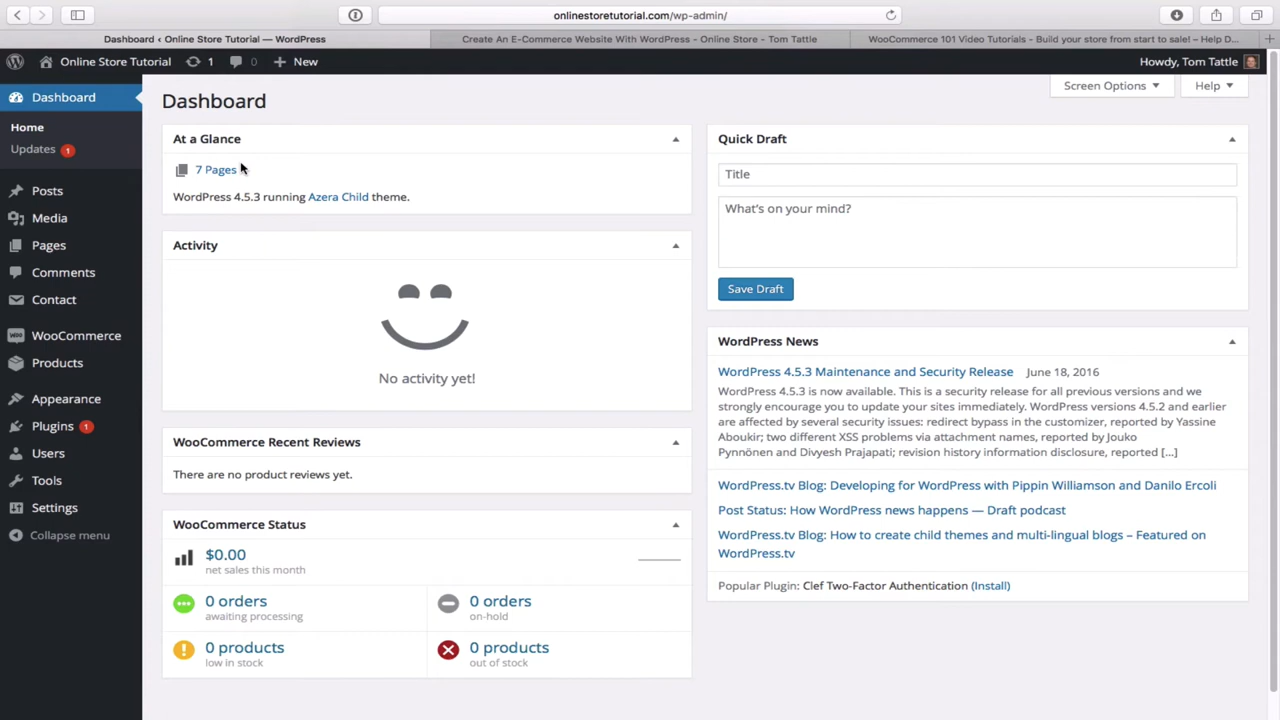 onlinestoretutorial.com/wp-admin/
Dashboard ‹ Online Store Tutorial — WordPress
Create An E-Commerce Website With WordPress - Online Store - Tom Tattle
WooCommerce 101 Video Tutorials - Build your store from start to sale! – Help D...
Online Store Tutorial
1
0
New
Howdy, Tom Tattle
Dashboard
Home
Updates 1
Posts
Media
Pages
Comments
Contact
WooCommerce
Products
Appearance
Plugins 1
Users
Tools
Settings
Collapse menu
Screen Options
Help
Dashboard
At a Glance
7 Pages
WordPress 4.5.3 running Azera Child theme.
Activity
No activity yet!
WooCommerce Recent Reviews
There are no product reviews yet.
WooCommerce Status
$0.00
net sales this month
0 orders
awaiting processing
0 orders
on-hold
0 products
low in stock
0 products
out of stock
Quick Draft
Title
What's on your mind?
Save Draft
WordPress News
WordPress 4.5.3 Maintenance and Security Release June 18, 2016
WordPress 4.5.3 is now available. This is a security release for all previous versions and we
strongly encourage you to update your sites immediately. WordPress versions 4.5.2 and earlier
are affected by several security issues: redirect bypass in the customizer, reported by Yassine
Aboukir; two different XSS problems via attachment names, reported by Jouko
Pynnönen and Divyesh Prajapati; revision history information disclosure, reported [...]
WordPress.tv Blog: Developing for WordPress with Pippin Williamson and Danilo Ercoli
Post Status: How WordPress news happens — Draft podcast
WordPress.tv Blog: How to create child themes and multi-lingual blogs – Featured on
WordPress.tv
Popular Plugin: Clef Two-Factor Authentication (Install)